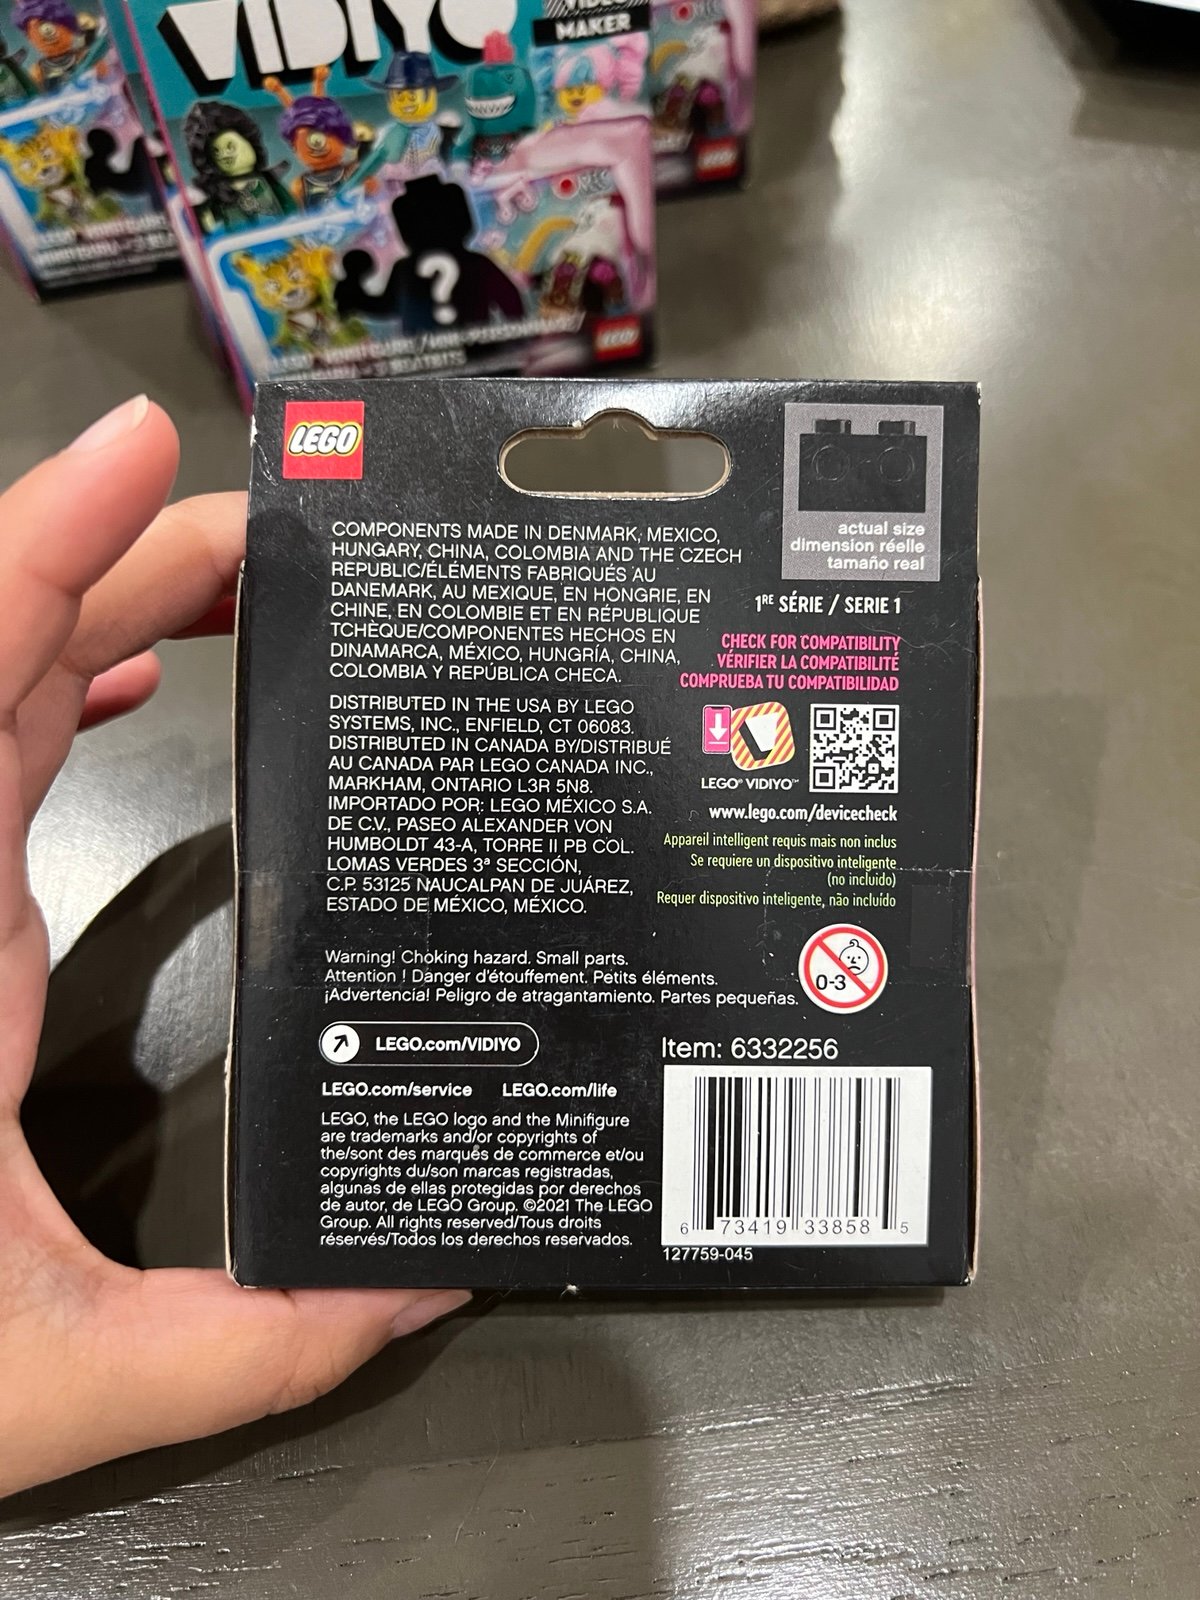 VIDIYO
MAKER
?
LEGO
LEGO
LEGO
actual size
dimension réelle
tamaño real
COMPONENTS MADE IN DENMARK, MEXICO,
HUNGARY, CHINA, COLOMBIA AND THE CZECH
REPUBLIC/ÉLÉMENTS FABRIQUÉS AU
DANEMARK, AU MEXIQUE, EN HONGRIE, EN
CHINE, EN COLOMBIE ET EN RÉPUBLIQUE
TCHÈQUE/COMPONENTES HECHOS EN
DINAMARCA, MÉXICO, HUNGRÍA, CHINA,
COLOMBIA Y REPÚBLICA CHECA.
1RE SÉRIE / SERIE 1
CHECK FOR COMPATIBILITY
VÉRIFIER LA COMPATIBILITÉ
COMPRUEBA TU COMPATIBILIDAD
DISTRIBUTED IN THE USA BY LEGO
SYSTEMS, INC., ENFIELD, CT 06083.
DISTRIBUTED IN CANADA BY/DISTRIBUÉ
AU CANADA PAR LEGO CANADA INC.,
MARKHAM, ONTARIO L3R 5N8.
IMPORTADO POR: LEGO MÉXICO S.A.
DE C.V., PASEO ALEXANDER VON
HUMBOLDT 43-A, TORRE II PB COL.
LOMAS VERDES 3ª SECCIÓN,
C.P. 53125 NAUCALPAN DE JUÁREZ,
ESTADO DE MÉXICO, MÉXICO.
LEGO® VIDIYO™
www.lego.com/devicecheck
Appareil intelligent requis mais non inclus
Se requiere un dispositivo inteligente
(no incluido)
Requer dispositivo inteligente, não incluído
Warning! Choking hazard. Small parts.
Attention ! Danger d'étouffement. Petits éléments.
¡Advertencia! Peligro de atragantamiento. Partes pequeñas.
0-3
LEGO.com/VIDIYO
LEGO.com/service LEGO.com/life
LEGO, the LEGO logo and the Minifigure
are trademarks and/or copyrights of
the/sont des marques de commerce et/ou
copyrights du/son marcas registradas,
algunas de ellas protegidas por derechos
de autor, de LEGO Group. ©2021 The LEGO
Group. All rights reserved/Tous droits
réservés/Todos los derechos reservados.
Item: 6332256
6 73419 33858 5
127759-045